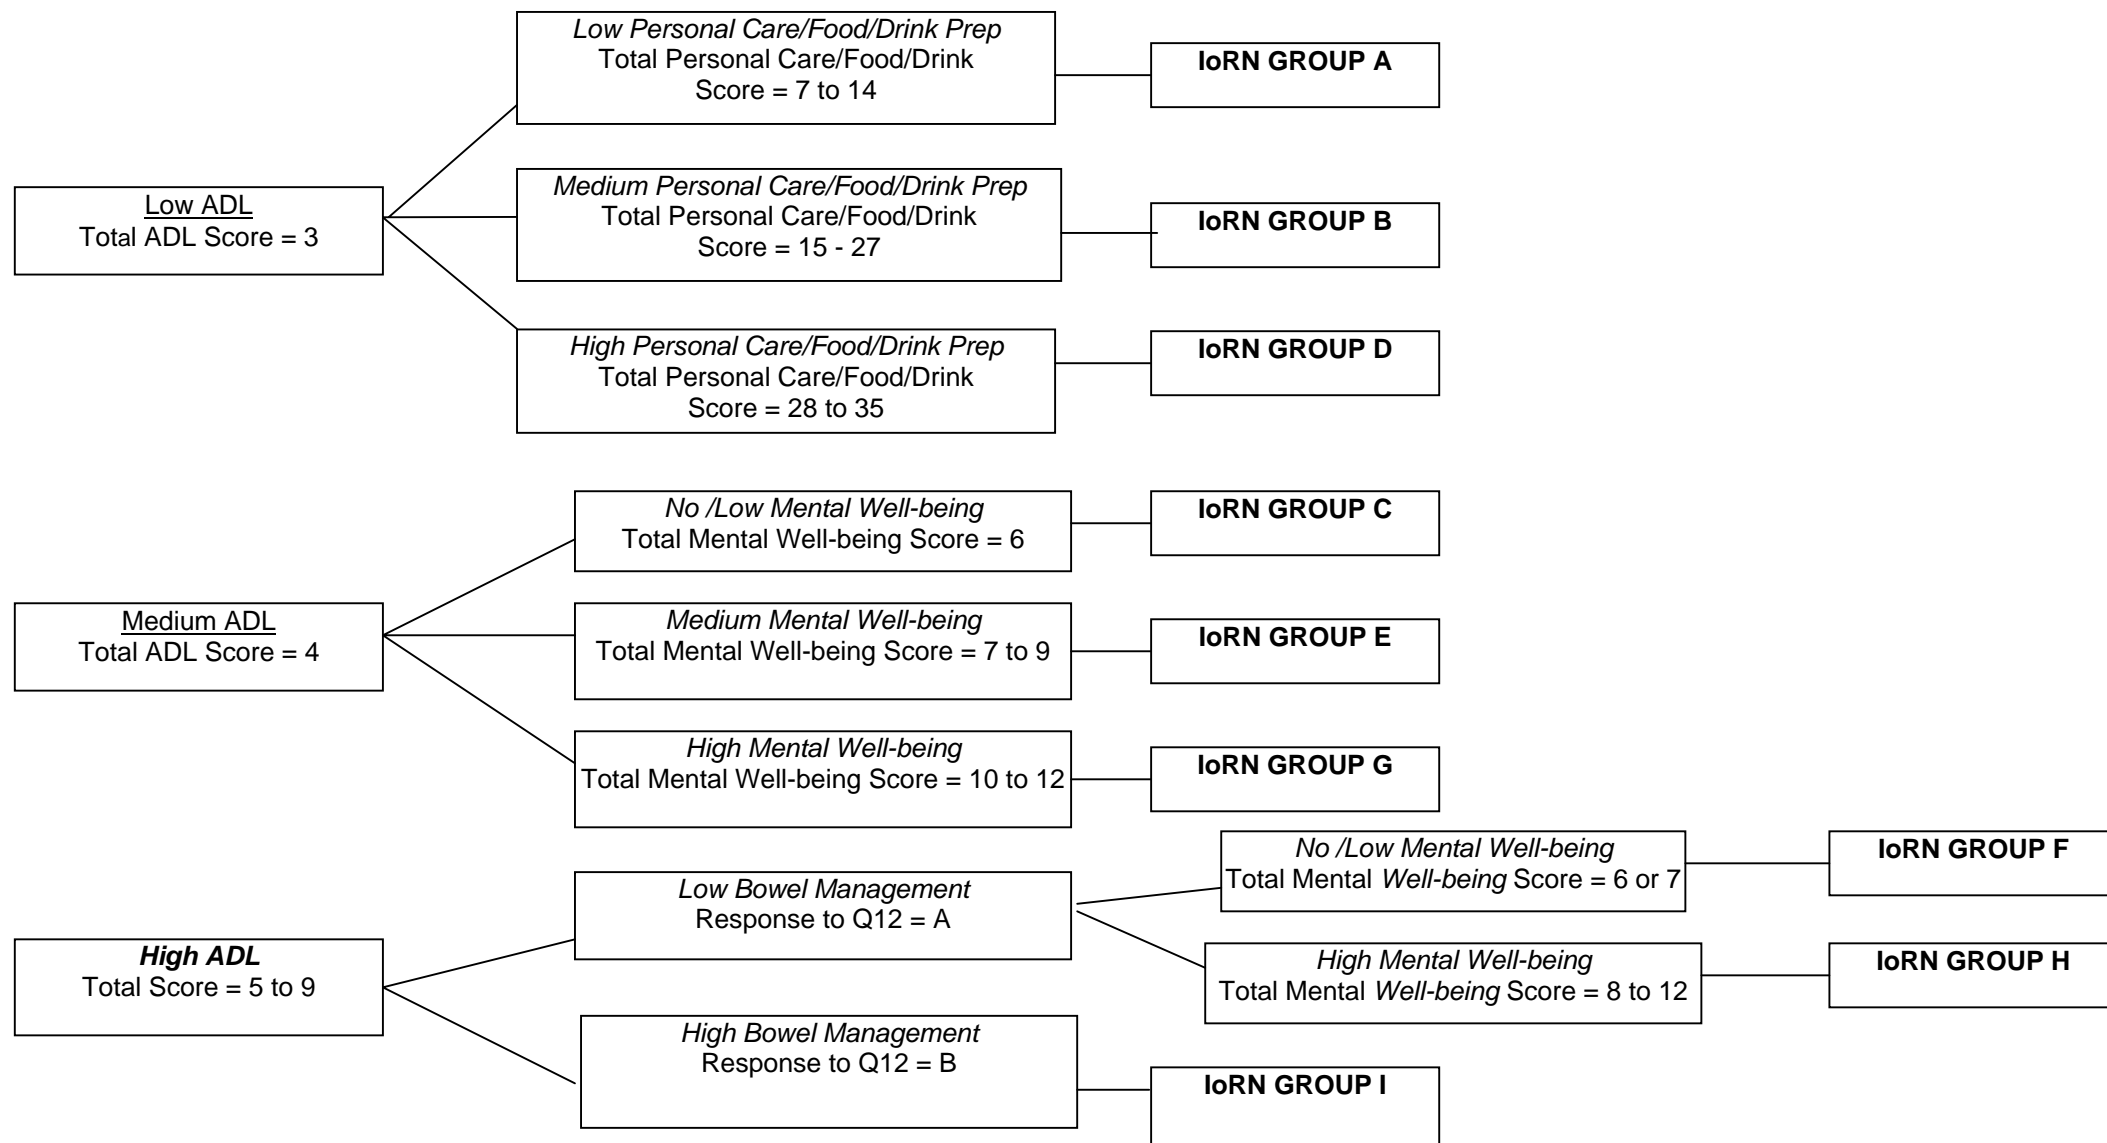 Low Personal Care/Food/Drink Prep
Total Personal Care/Food/Drink
Score = 7 to 14
IoRN GROUP A
Low ADL
Total ADL Score = 3
Medium Personal Care/Food/Drink Prep
Total Personal Care/Food/Drink
Score = 15 - 27
IoRN GROUP B
High Personal Care/Food/Drink Prep
Total Personal Care/Food/Drink
Score = 28 to 35
IoRN GROUP D
No /Low Mental Well-being
Total Mental Well-being Score = 6
IoRN GROUP C
Medium ADL
Total ADL Score = 4
Medium Mental Well-being
Total Mental Well-being Score = 7 to 9
IoRN GROUP E
High Mental Well-being
Total Mental Well-being Score = 10 to 12
IoRN GROUP G
High ADL
Total Score = 5 to 9
Low Bowel Management
Response to Q12 = A
No /Low Mental Well-being
Total Mental Well-being Score = 6 or 7
IoRN GROUP F
High Mental Well-being
Total Mental Well-being Score = 8 to 12
IoRN GROUP H
High Bowel Management
Response to Q12 = B
IoRN GROUP I